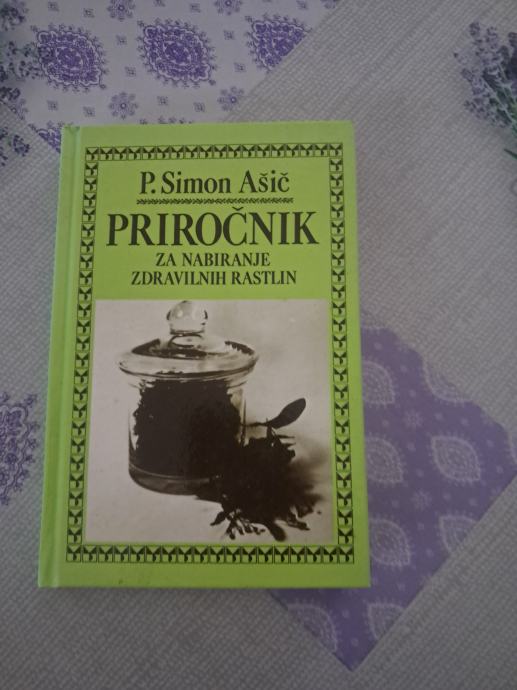 P. Simon Ašič
PRIROČNIK
ZA NABIRANJE
ZDRAVILNIH RASTLIN